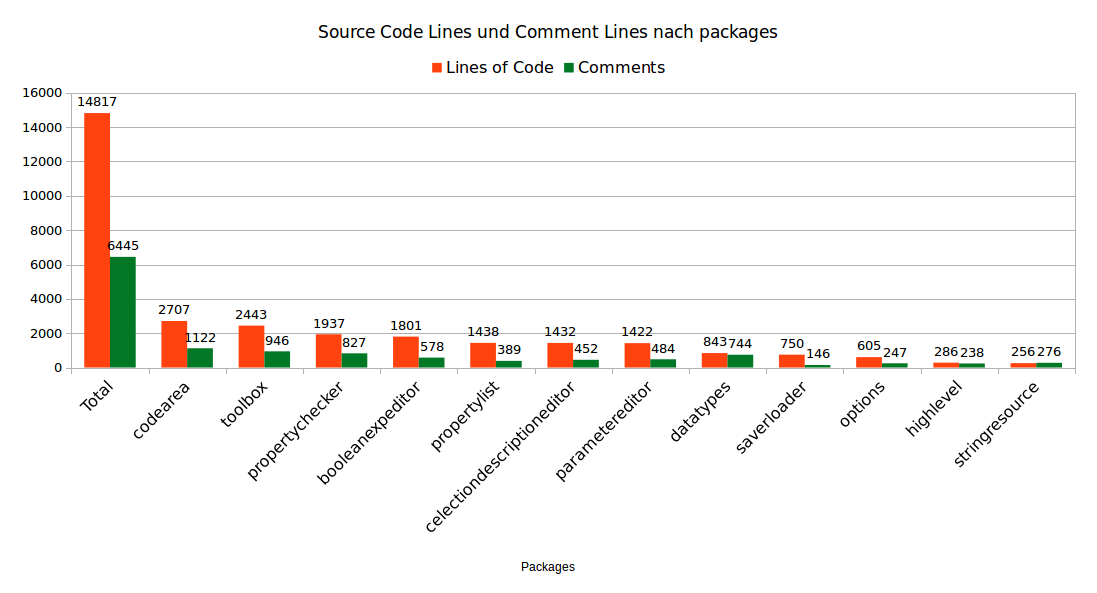 Source Code Lines und Comment Lines nach packages
Lines of Code Comments
16000
14000
12000
10000
8000
6000
4000
2000
0
14817
6445
2707
1122
2443
946
1937
827
1801
578
1438
389
1432
452
1422
484
843
744
750
146
605
247
286
238
256
276
Total
codearea
toolbox
propertychecker
booleanexpeditor
propertylist
celectiondescriptioneditor
parametereditor
datatypes
saverloader
options
highlevel
stringresource
Packages